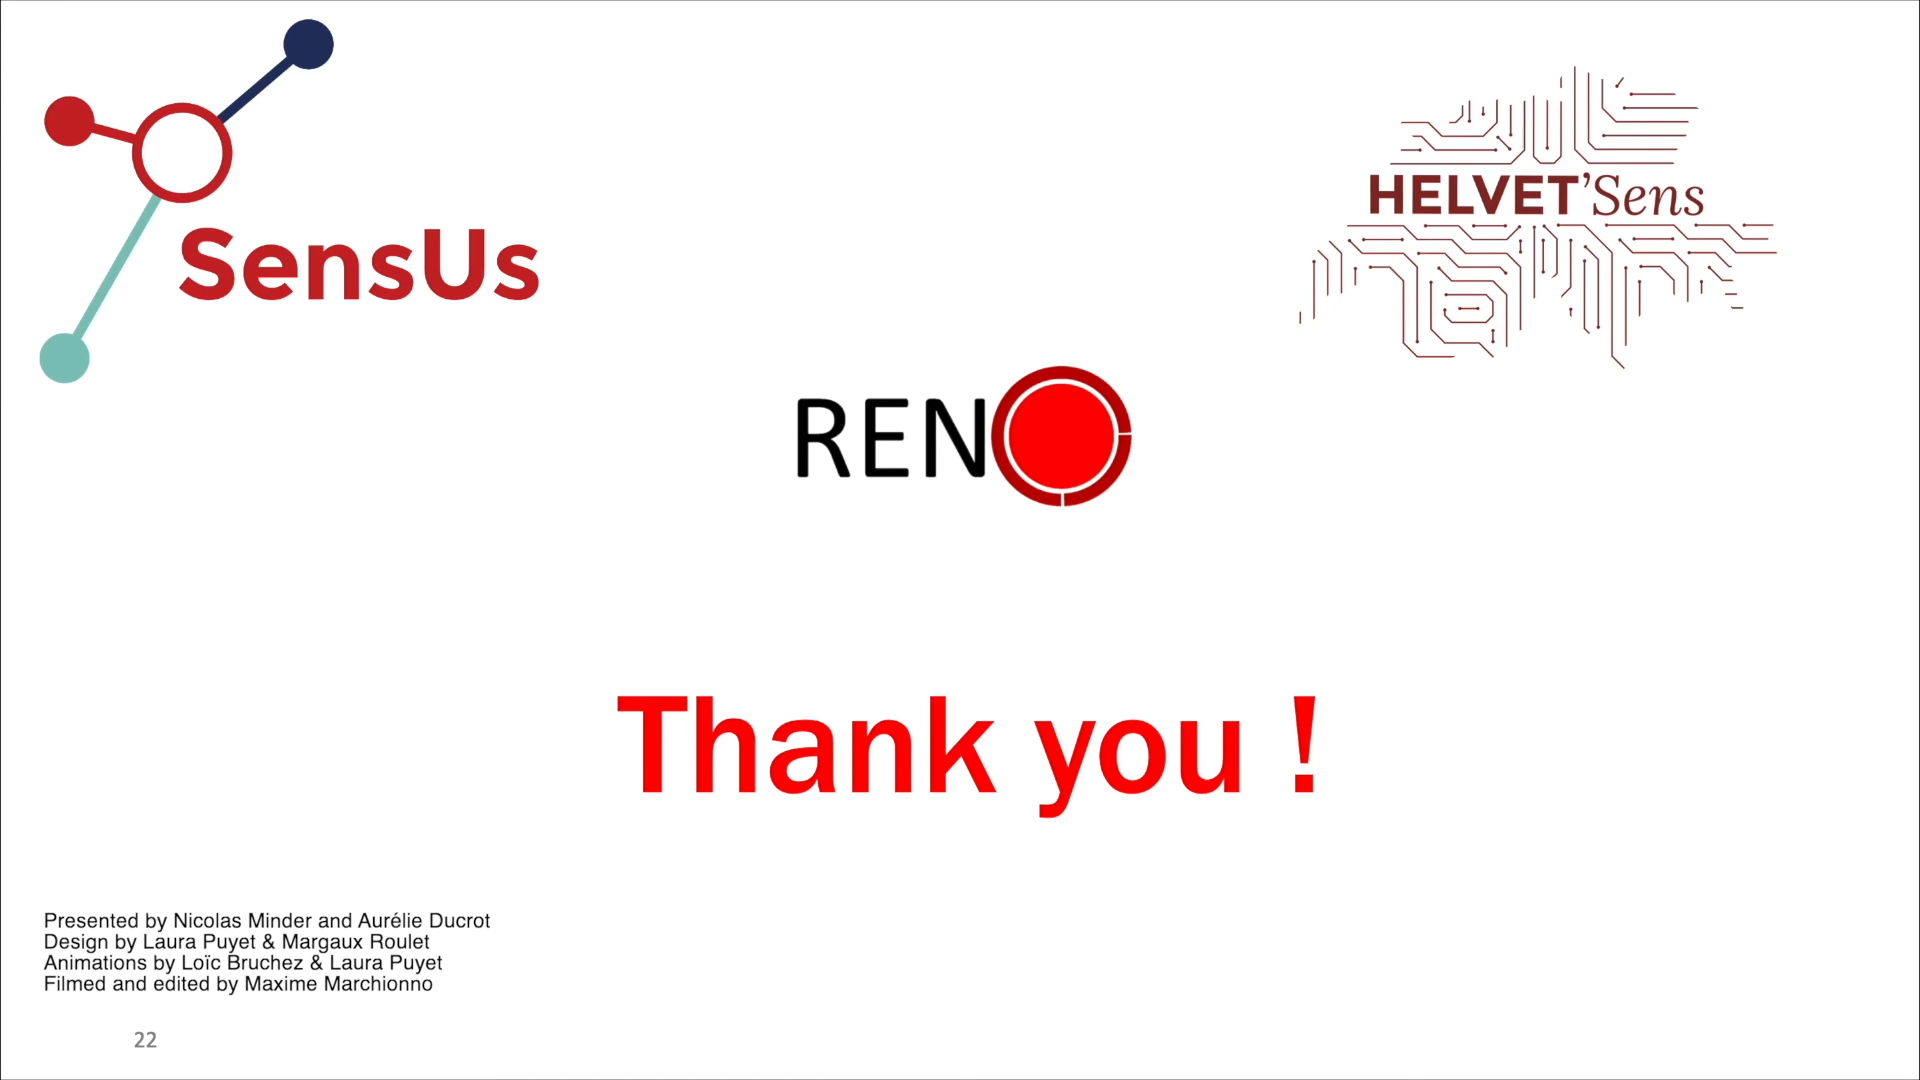 SensUs
HELVET'Sens
RENO
Thank you !
Presented by Nicolas Minder and Aurélie Ducrot
Design by Laura Puyet & Margaux Roulet
Animations by Loïc Bruchez & Laura Puyet
Filmed and edited by Maxime Marchionno
22